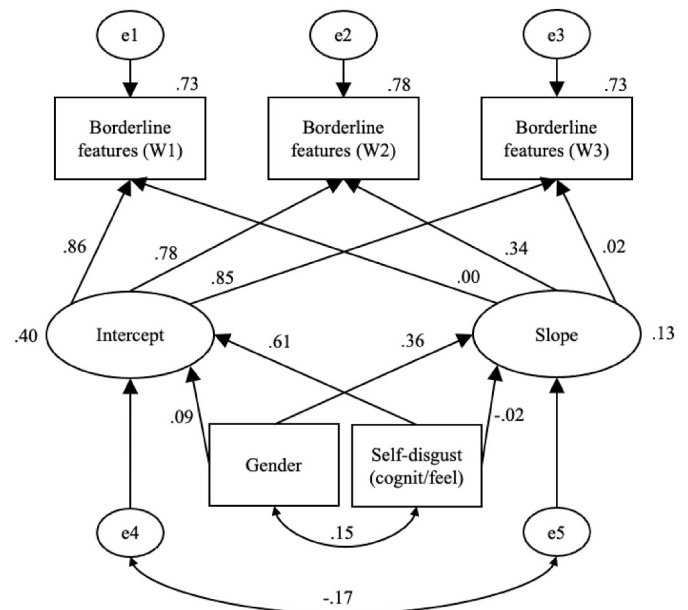 e1
e2
e3
.73
.78
.73
Borderline
features (W1)
Borderline
features (W2)
Borderline
features (W3)
.86
.78
.85
.00
.34
.02
.40
Intercept
Slope
.13
.61
.36
.09
-.02
Gender
Self-disgust
(cognit/feel)
.15
e4
e5
-.17